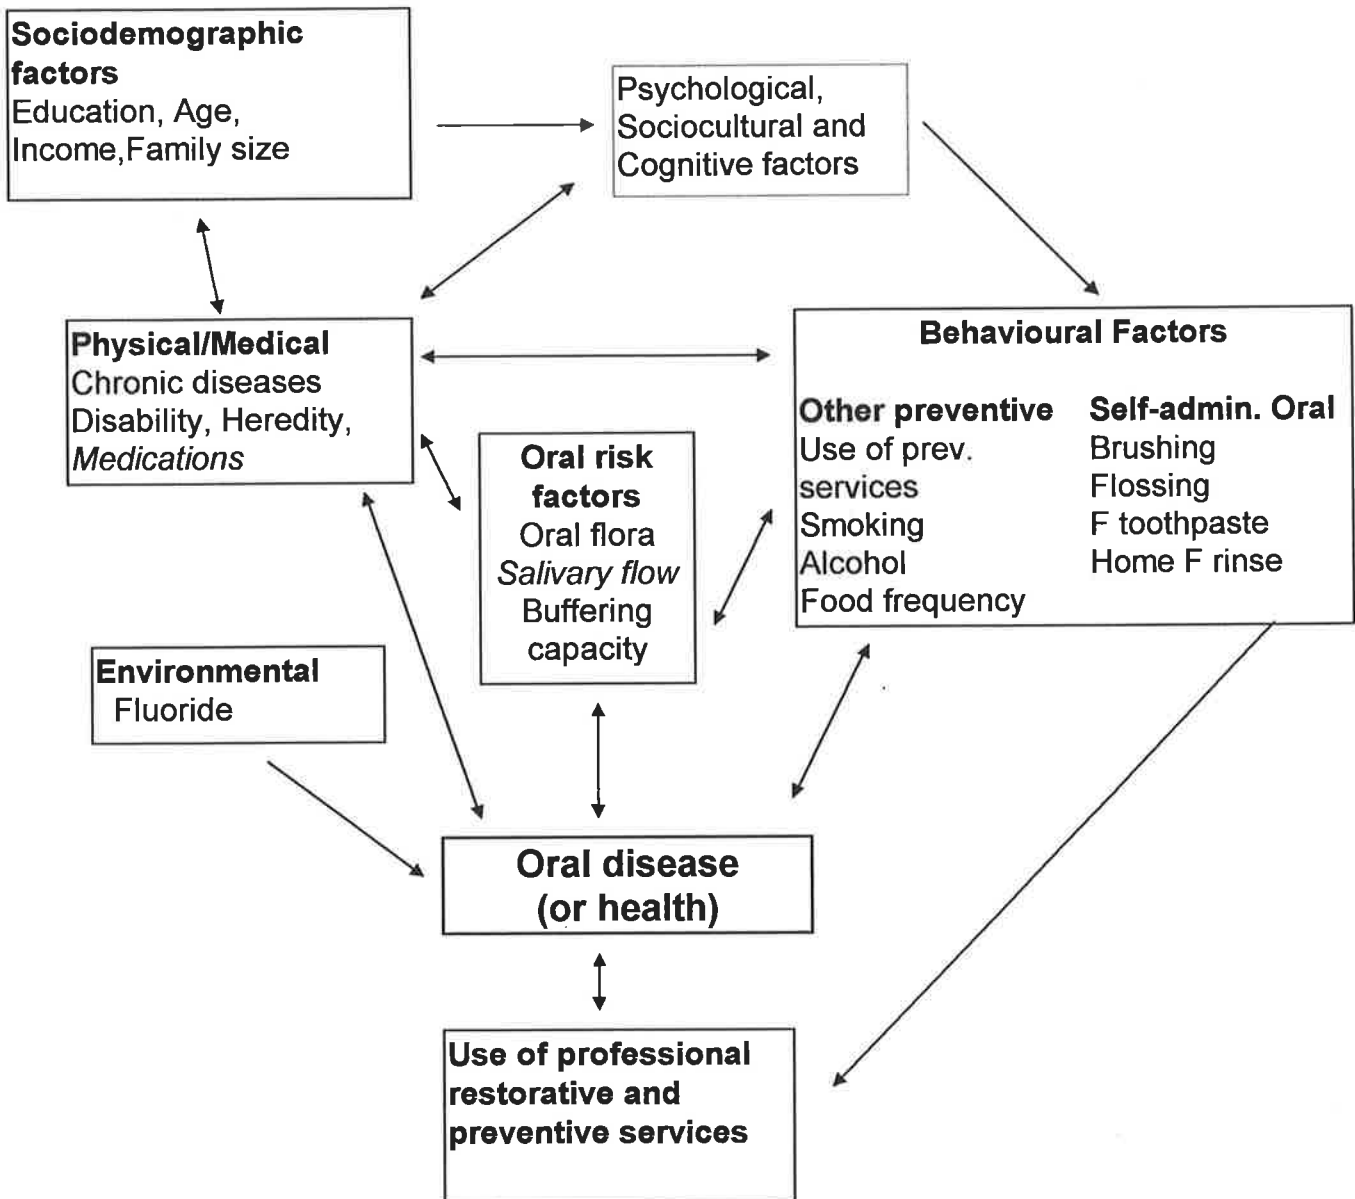 Sociodemographic
factors
Education, Age,
Income,Family size
Psychological,
Sociocultural and
Cognitive factors
Physical/Medical
Chronic diseases
Disability, Heredity,
Medications
Oral risk
factors
Oral flora
Salivary flow
Buffering
capacity
Behavioural Factors
Other preventive
Use of prev.
services
Smoking
Alcohol
Food frequency
Self-admin. Oral
Brushing
Flossing
F toothpaste
Home F rinse
Environmental
Fluoride
Oral disease
(or health)
Use of professional
restorative and
preventive services